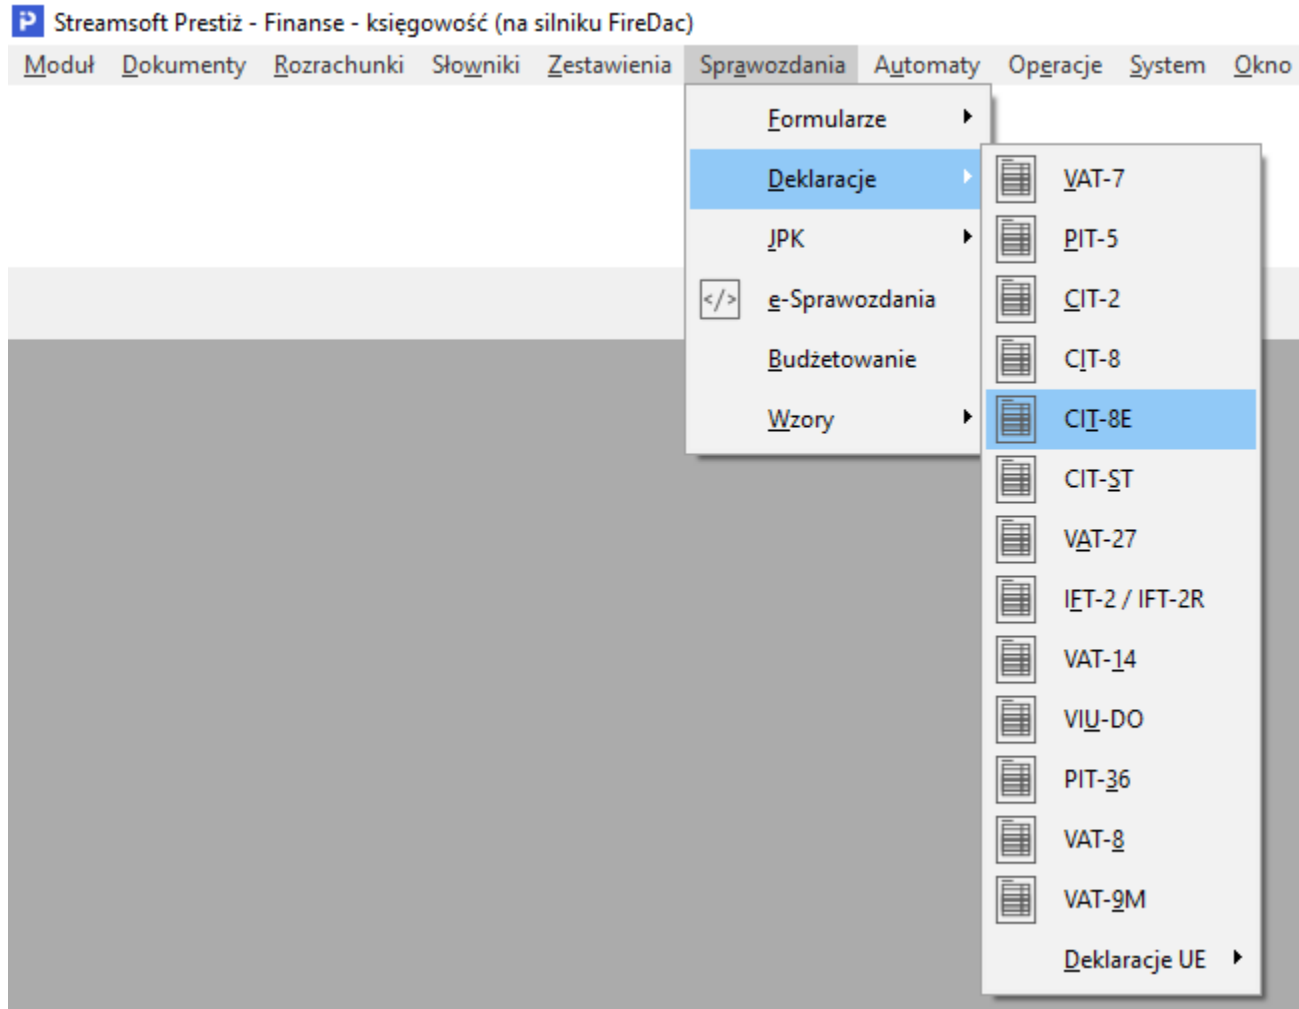 Streamsoft Prestiż - Finanse - księgowość (na silniku FireDac)
Moduł Dokumenty Rozrachunki Słowniki Zestawienia Sprawozdania Automaty Operacje System Okno
Formularze
Deklaracje
JPK
</> e-Sprawozdania
Budżetowanie
Wzory
VAT-7
PIT-5
CIT-2
CIT-8
CIT-8E
CIT-ST
VAT-27
IFT-2 / IFT-2R
VAT-14
VIU-DO
PIT-36
VAT-8
VAT-9M
Deklaracje UE